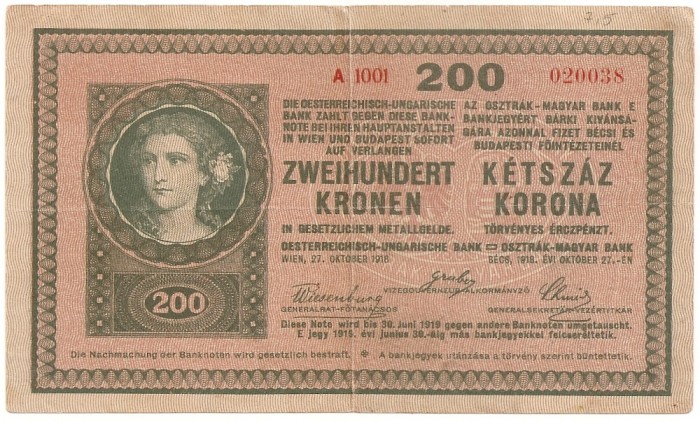 715
A 1001 200 020038
DIE OESTERREICHISCH-UNGARISCHE
BANK ZAHLT GEGEN DIESE BANK-
NOTE BEI IHREN HAUPTANSTALTEN
IN WIEN UND BUDAPEST SOFORT
AUF VERLANGEN
ZWEIHUNDERT
KRONEN
IN GESETZLICHEM METALLGELDE.
AZ OSZTRÁK-MAGYAR BANK E
BANKJEGYÉRT BÁRKI KIVÁNSÁ-
GÁRA AZONNAL FIZET BÉCSI ÉS
BUDAPESTI FŐINTÉZETEINÉL
KÉTSZÁZ
KORONA
TÖRVÉNYES ÉRCZPÉNZT.
OESTERREICHISCH-UNGARISCHE BANK OSZTRÁK-MAGYAR BANK
WIEN, 27. OKTOBER 1918 BÉCS, 1918. ÉVI OKTÓBER 27.-ÉN
Wiesenburg Gruber Schmid
GENERALRAT-FŐTANÁCSOS VIZEGOUVERNEUR-ALKORMÁNYZÓ GENERALSEKRETÄR-VEZÉRTITKÁR
200
Diese Note wird bis 30. Juni 1919 gegen andere Banknoten umgetauscht.
E jegy 1919. évi junius 30.-áig más bankjegyekkel felcseréltetik.
Die Nachmachung der Banknoten wird gesetzlich bestraft. * A bankjegyek utánzása a törvény szerint büntettetik.